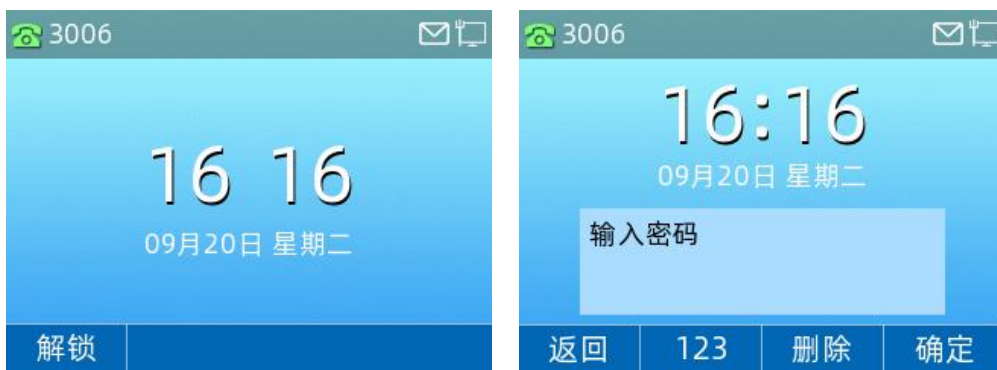 3006
16 16
09月20日 星期二
解锁
3006
16:16
09月20日 星期二
输入密码
返回 123 删除 确定